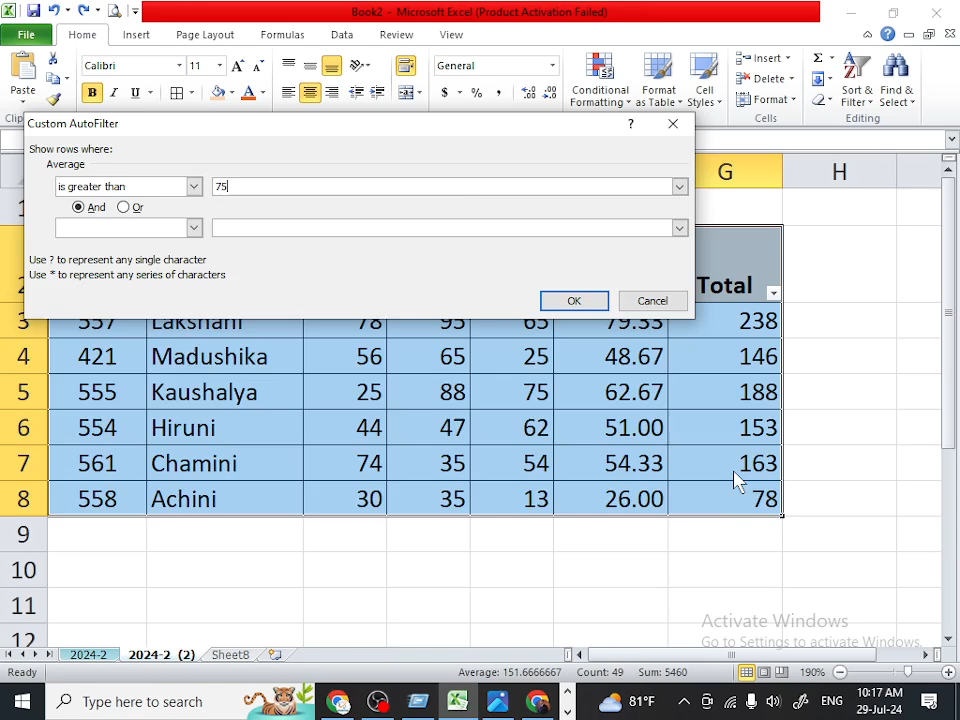 Book2 - Microsoft Excel (Product Activation Failed)
File Home Insert Page Layout Formulas Data Review View
Paste
Calibri 11
B I U
General
$ % ,
Conditional Formatting
Format as Table
Cell Styles
Insert
Delete
Format
Cells
Σ
Sort & Filter
Find & Select
Editing
Clip
Custom AutoFilter ?
Show rows where:
Average
is greater than 75
And Or
Use ? to represent any single character
Use * to represent any series of characters
OK Cancel
G H
1
2 Total
3 557 Lakshani 78 95 65 79.33 238
4 421 Madushika 56 65 25 48.67 146
5 555 Kaushalya 25 88 75 62.67 188
6 554 Hiruni 44 47 62 51.00 153
7 561 Chamini 74 35 54 54.33 163
8 558 Achini 30 35 13 26.00 78
9
10
11
12
Activate Windows
Go to Settings to activate Windows.
2024-2 2024-2 (2) Sheet8
Ready Average: 151.6666667 Count: 49 Sum: 5460 190%
Type here to search 81°F ENG 10:17 AM
29-Jul-24